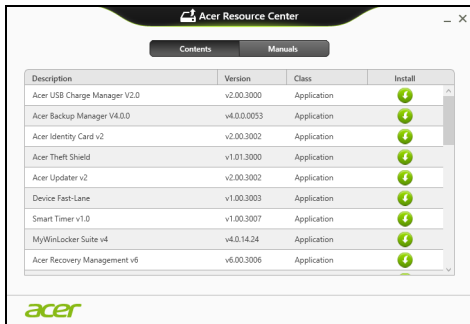 Acer Resource Center
Contents Manuals
Description Version Class Install
Acer USB Charge Manager V2.0 v2.00.3000 Application
Acer Backup Manager V4.0.0 v4.0.0.0053 Application
Acer Identity Card v2 v2.00.3002 Application
Acer Theft Shield v1.01.3000 Application
Acer Updater v2 v2.00.3002 Application
Device Fast-Lane v1.00.3003 Application
Smart Timer v1.0 v1.00.3007 Application
MyWinLocker Suite v4 v4.0.14.24 Application
Acer Recovery Management v6 v6.00.3006 Application
acer